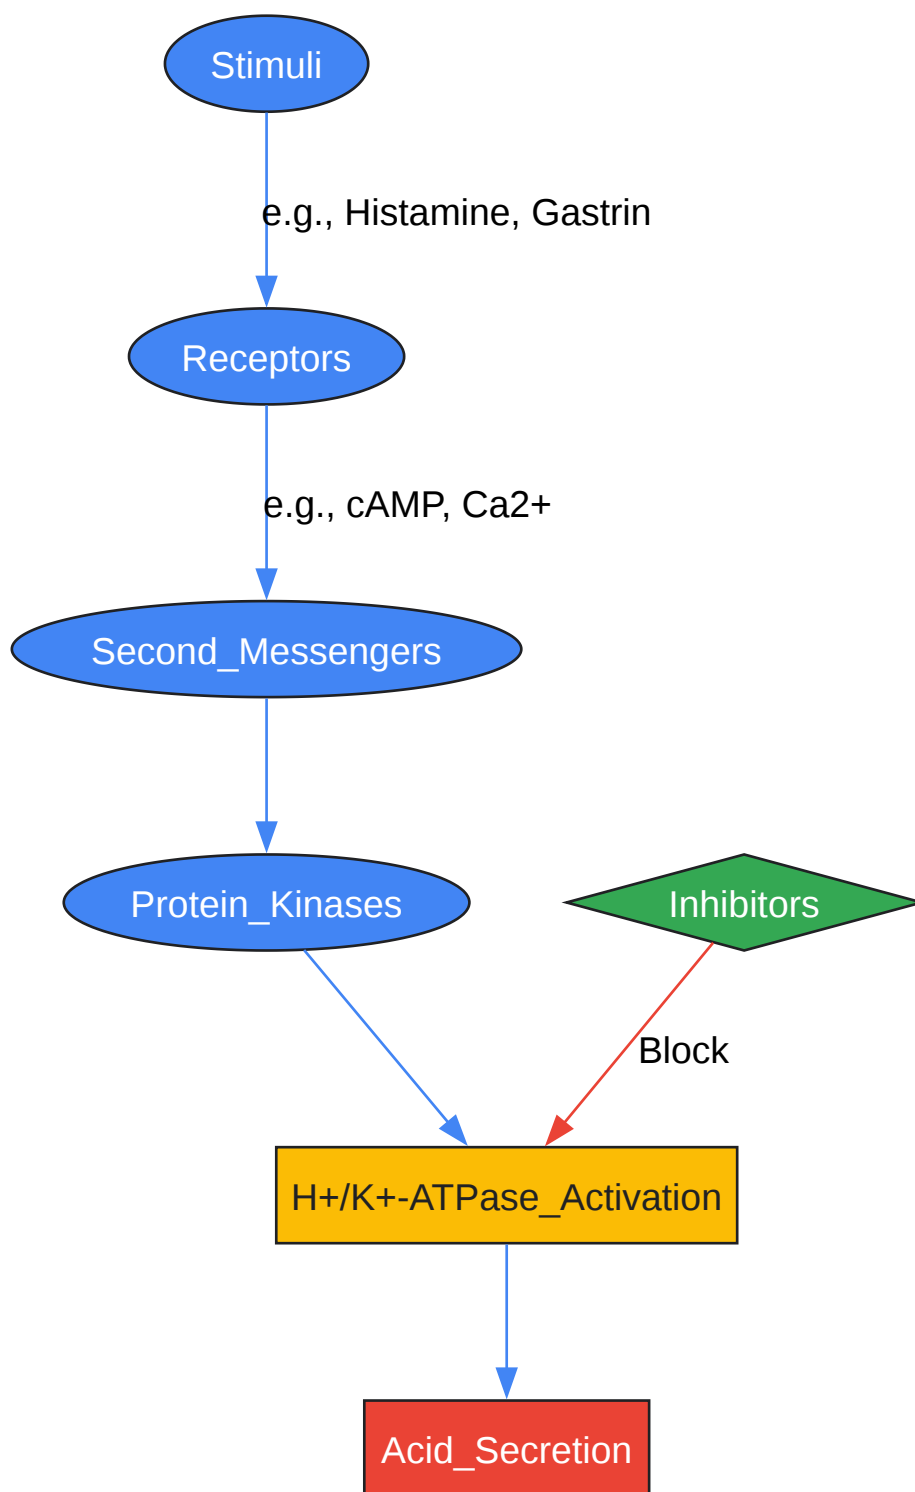 Stimuli
e.g., Histamine, Gastrin
Receptors
e.g., cAMP, Ca2+
Second_Messengers
Protein_Kinases
Inhibitors
Block
H+/K+-ATPase_Activation
Acid_Secretion